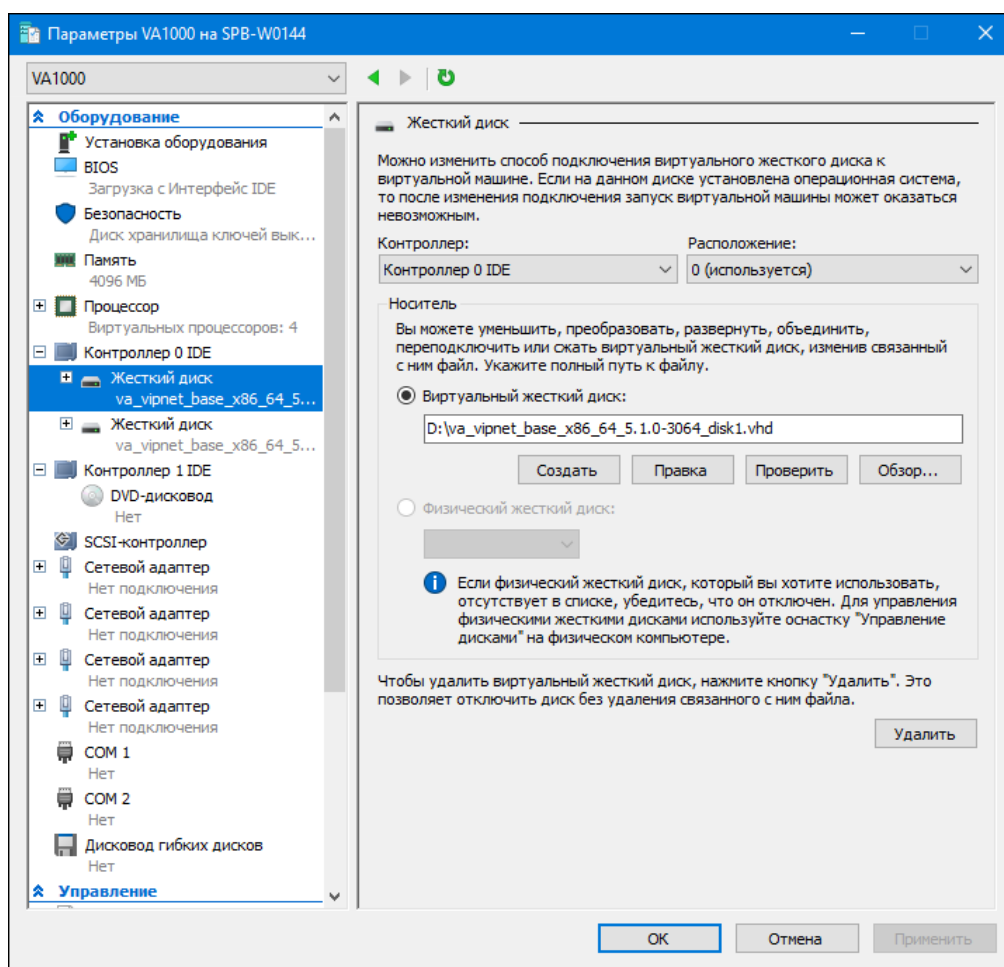 Параметры VA1000 на SPB-W0144
VA1000
Оборудование
Установка оборудования
BIOS
Загрузка с Интерфейс IDE
Безопасность
Диск хранилища ключей вык...
Память
4096 МБ
Процессор
Виртуальных процессоров: 4
Контроллер 0 IDE
Жесткий диск
va_vipnet_base_x86_64_5...
Жесткий диск
va_vipnet_base_x86_64_5...
Контроллер 1 IDE
DVD-дисковод
Нет
SCSI-контроллер
Сетевой адаптер
Нет подключения
Сетевой адаптер
Нет подключения
Сетевой адаптер
Нет подключения
Сетевой адаптер
Нет подключения
COM 1
Нет
COM 2
Нет
Дисковод гибких дисков
Нет
Управление
Жесткий диск
Можно изменить способ подключения виртуального жесткого диска к
виртуальной машине. Если на данном диске установлена операционная система,
то после изменения подключения запуск виртуальной машины может оказаться
невозможным.
Контроллер: Расположение:
Контроллер 0 IDE 0 (используется)
Носитель
Вы можете уменьшить, преобразовать, развернуть, объединить,
переподключить или сжать виртуальный жесткий диск, изменив связанный
с ним файл. Укажите полный путь к файлу.
Виртуальный жесткий диск:
D:\va_vipnet_base_x86_64_5.1.0-3064_disk1.vhd
Создать Правка Проверить Обзор...
Физический жесткий диск:
Если физический жесткий диск, который вы хотите использовать,
отсутствует в списке, убедитесь, что он отключен. Для управления
физическими жесткими дисками используйте оснастку "Управление
дисками" на физическом компьютере.
Чтобы удалить виртуальный жесткий диск, нажмите кнопку "Удалить". Это
позволяет отключить диск без удаления связанного с ним файла.
Удалить
ОК Отмена Применить